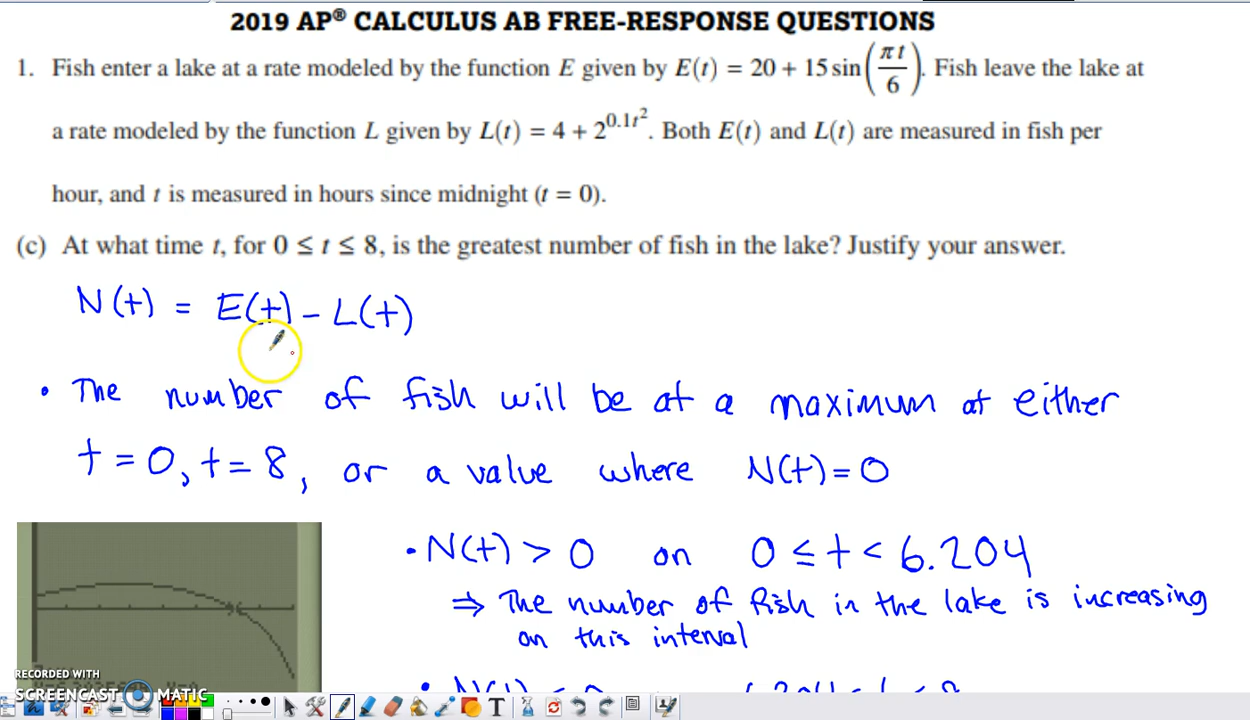 2019 AP® CALCULUS AB FREE-RESPONSE QUESTIONS
1. Fish enter a lake at a rate modeled by the function E given by E(t) = 20 + 15 sin(πt/6). Fish leave the lake at
a rate modeled by the function L given by L(t) = 4 + 2^(0.1t²). Both E(t) and L(t) are measured in fish per
hour, and t is measured in hours since midnight (t = 0).
(c) At what time t, for 0 ≤ t ≤ 8, is the greatest number of fish in the lake? Justify your answer.
N(t) = E(t) - L(t)
• The number of fish will be at a maximum at either
t = 0, t = 8, or a value where N(t) = 0
• N(t) > 0 on 0 ≤ t < 6.204
⇒ The number of fish in the lake is increasing
on this interval
RECORDED WITH
SCREENCAST MATIC